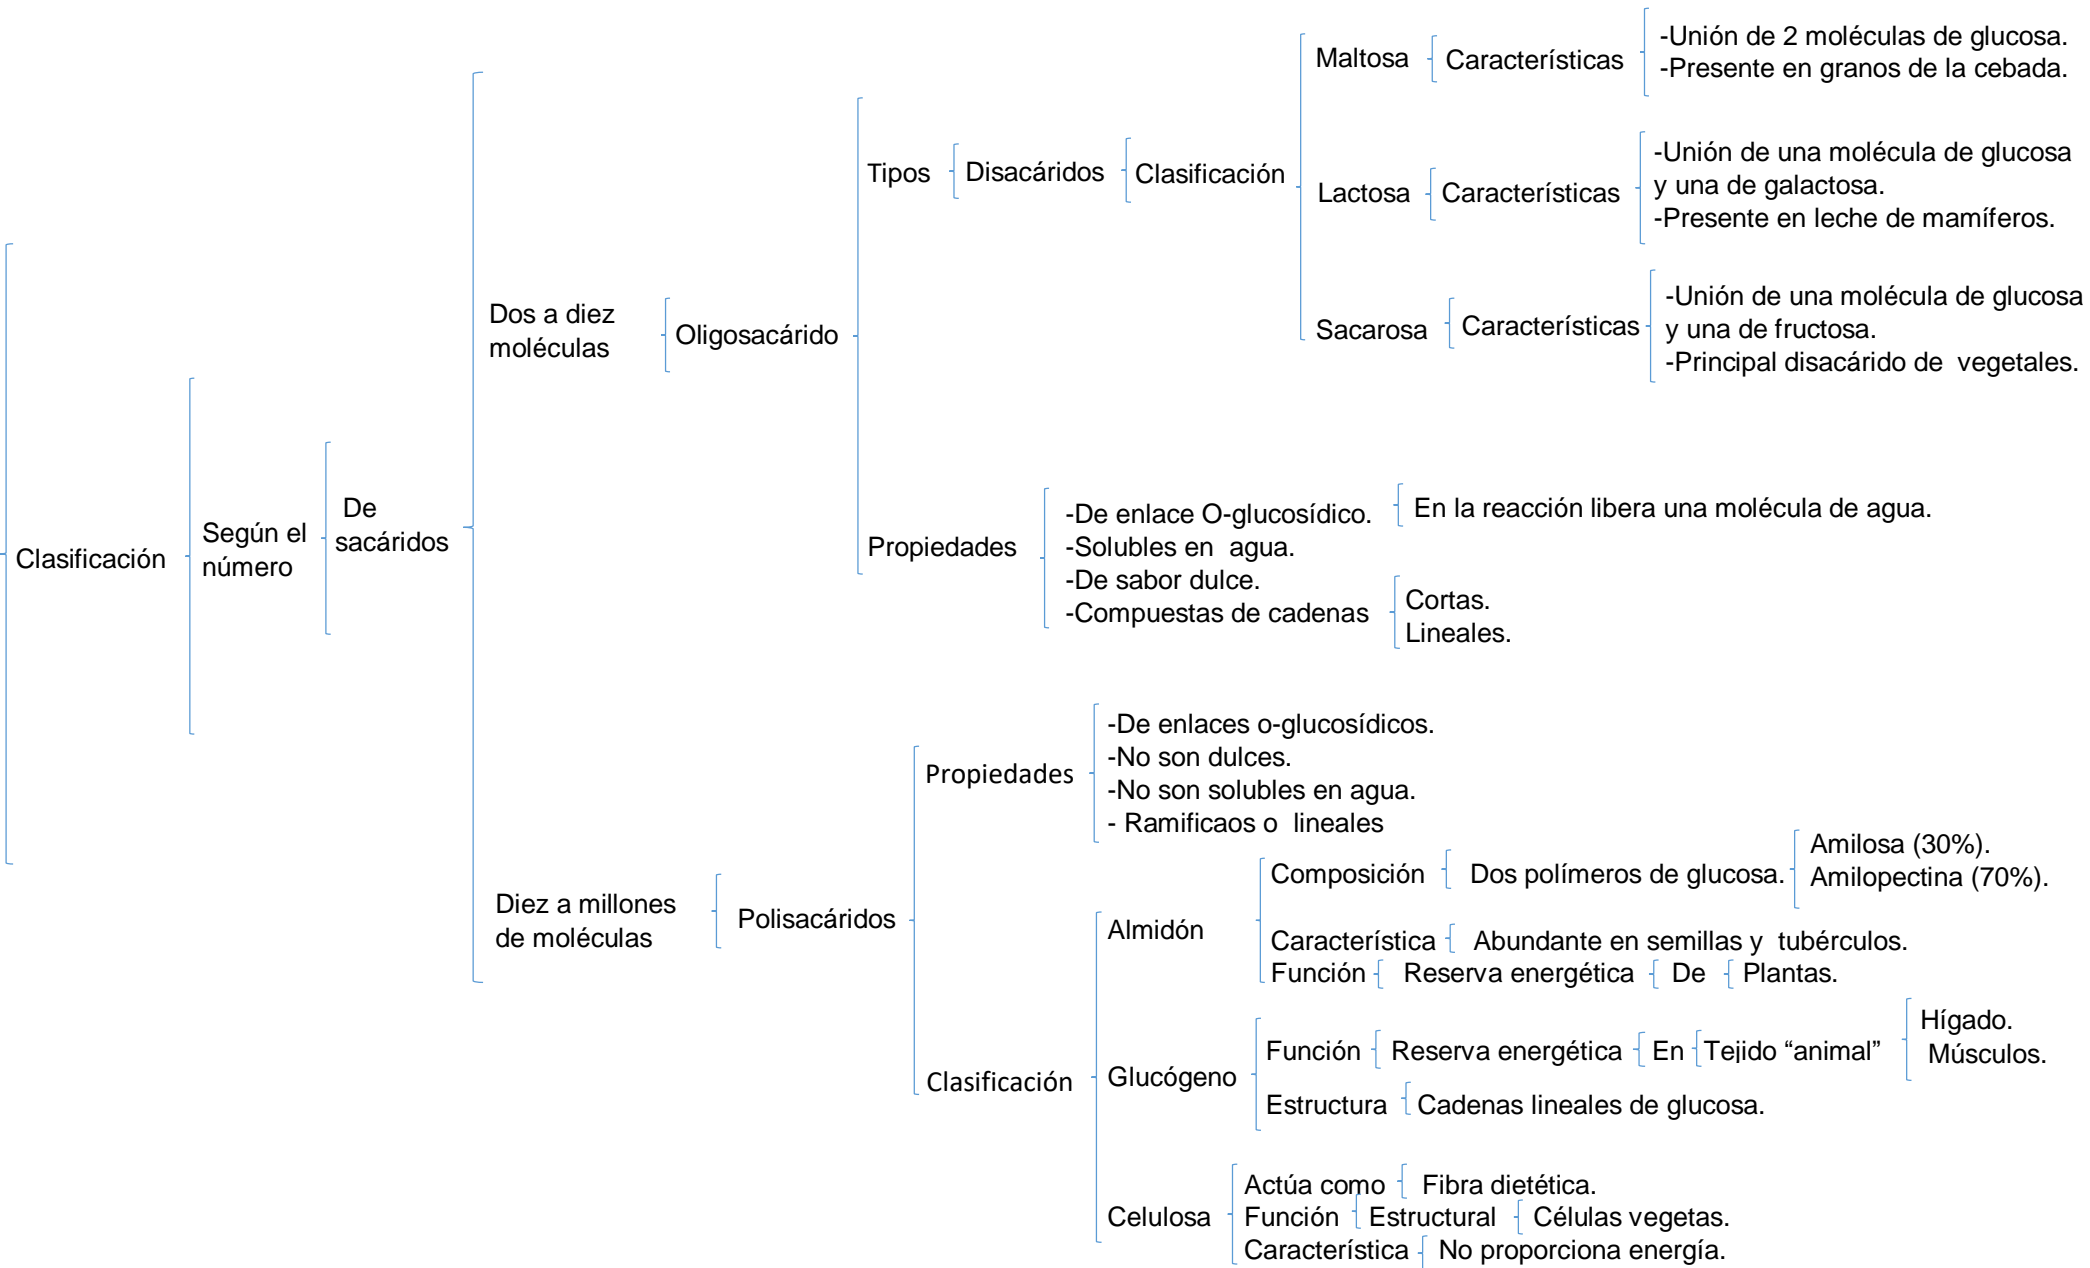 Clasificación
Según el
número
De
sacáridos
Dos a diez
moléculas
Oligosacárido
Tipos
Disacáridos
Clasificación
Maltosa
Características
-Unión de 2 moléculas de glucosa.
-Presente en granos de la cebada.
Lactosa
Características
-Unión de una molécula de glucosa
y una de galactosa.
-Presente en leche de mamíferos.
Sacarosa
Características
-Unión de una molécula de glucosa
y una de fructosa.
-Principal disacárido de vegetales.
Propiedades
-De enlace O-glucosídico.
En la reacción libera una molécula de agua.
-Solubles en agua.
-De sabor dulce.
-Compuestas de cadenas
Cortas.
Lineales.
Diez a millones
de moléculas
Polisacáridos
Propiedades
-De enlaces o-glucosídicos.
-No son dulces.
-No son solubles en agua.
- Ramificaos o lineales
Clasificación
Almidón
Composición
Dos polímeros de glucosa.
Amilosa (30%).
Amilopectina (70%).
Característica
Abundante en semillas y tubérculos.
Función
Reserva energética
De
Plantas.
Glucógeno
Función
Reserva energética
En
Tejido “animal”
Hígado.
Músculos.
Estructura
Cadenas lineales de glucosa.
Celulosa
Actúa como
Fibra dietética.
Función
Estructural
Células vegetas.
Característica
No proporciona energía.